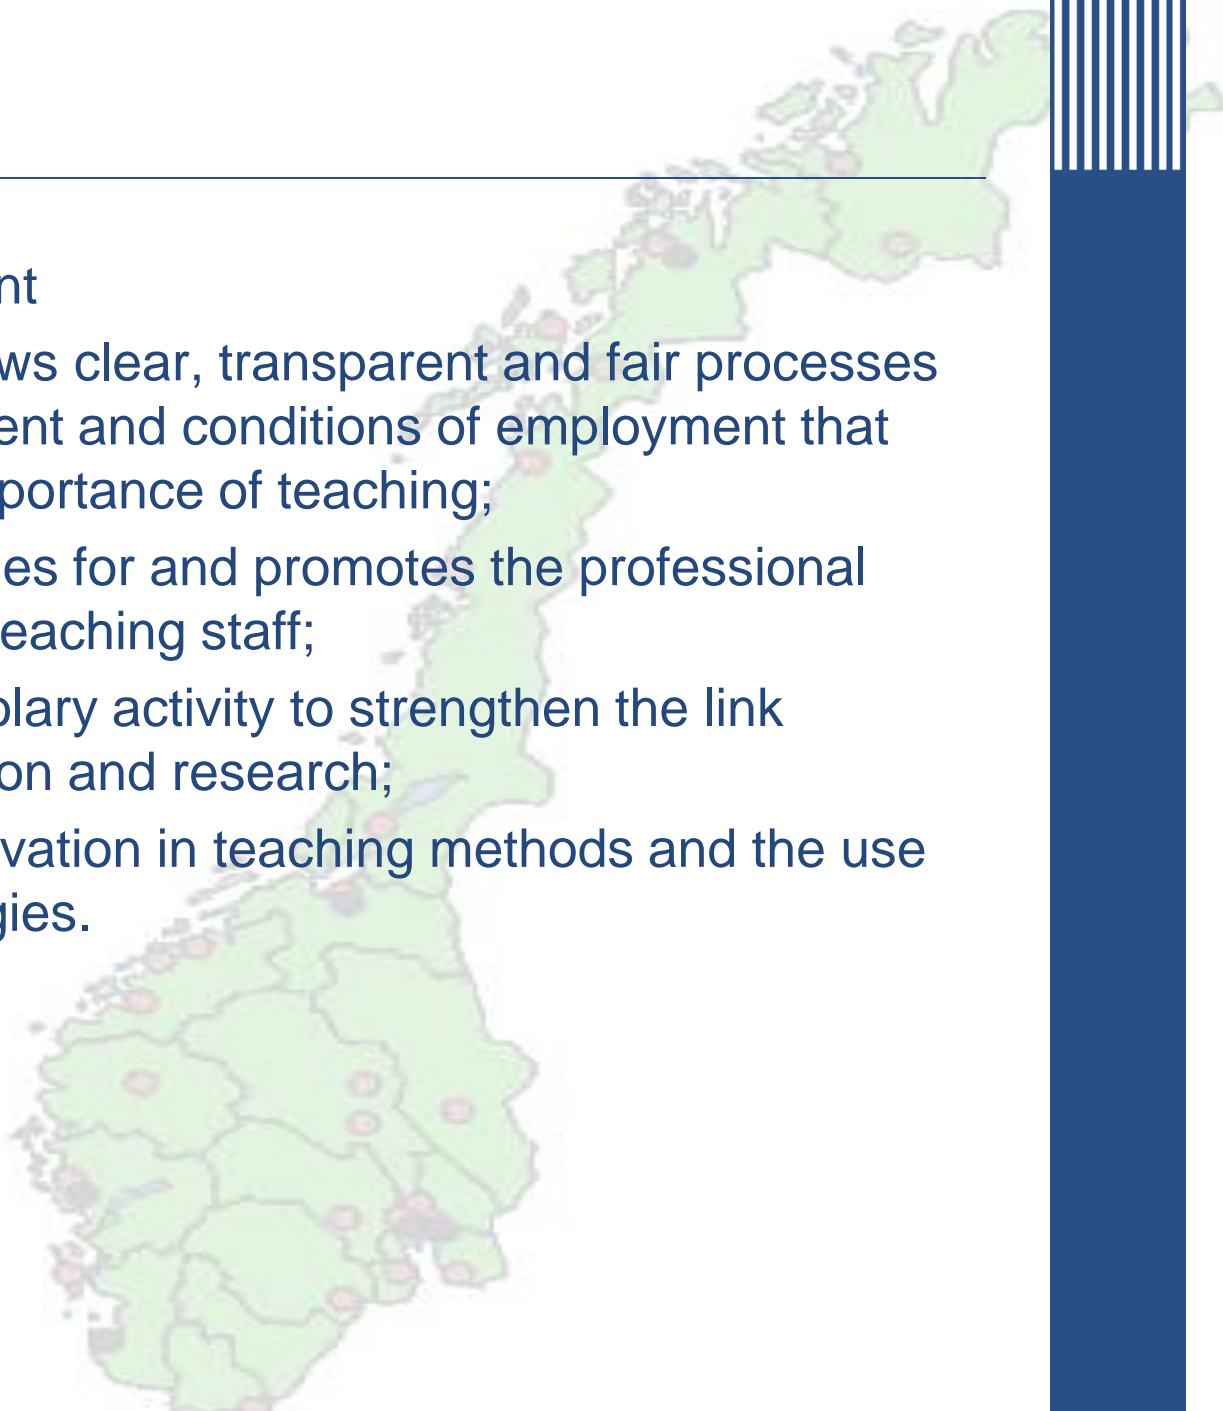 nt
ws clear, transparent and fair processes
ent and conditions of employment that
portance of teaching;
es for and promotes the professional
eaching staff;
lary activity to strengthen the link
on and research;
vation in teaching methods and the use
gies.